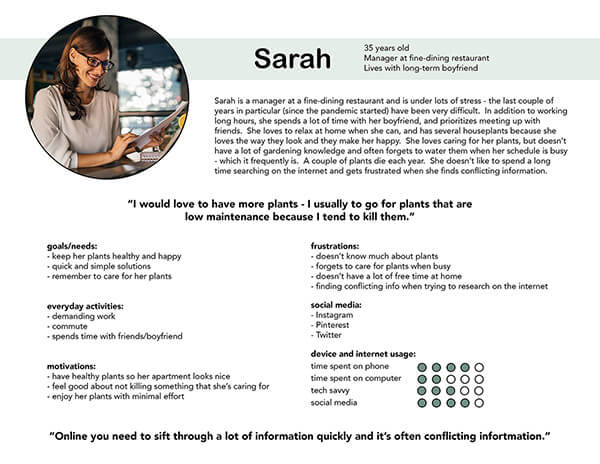 Sarah
35 years old
Manager at fine-dining restaurant
Lives with long-term boyfriend
Sarah is a manager at a fine-dining restaurant and is under lots of stress - the last couple of
years in particular (since the pandemic started) have been very difficult.  In addition to working
long hours, she spends a lot of time with her boyfriend, and prioritizes meeting up with
friends.  She loves to relax at home when she can, and has several houseplants because she
loves the way they look and they make her happy.  She loves caring for her plants, but doesn't
have a lot of gardening knowledge and often forgets to water them when her schedule is busy
- which it frequently is.  A couple of plants die each year.  She doesn't like to spend a long
time searching on the internet and gets frustrated when she finds conflicting information.
“I would love to have more plants - I usually to go for plants that are
low maintenance because I tend to kill them.”
goals/needs:
- keep her plants healthy and happy
- quick and simple solutions
- remember to care for her plants
everyday activities:
- demanding work
- commute
- spends time with friends/boyfriend
motivations:
- have healthy plants so her apartment looks nice
- feel good about not killing something that she's caring for
- enjoy her plants with minimal effort
frustrations:
- doesn't know much about plants
- forgets to care for plants when busy
- doesn't have a lot of free time at home
- finding conflicting info when trying to research on the internet
social media:
- Instagram
- Pinterest
- Twitter
device and internet usage:
time spent on phone
time spent on computer
tech savvy
social media
“Online you need to sift through a lot of information quickly and it's often conflicting infortmation.”